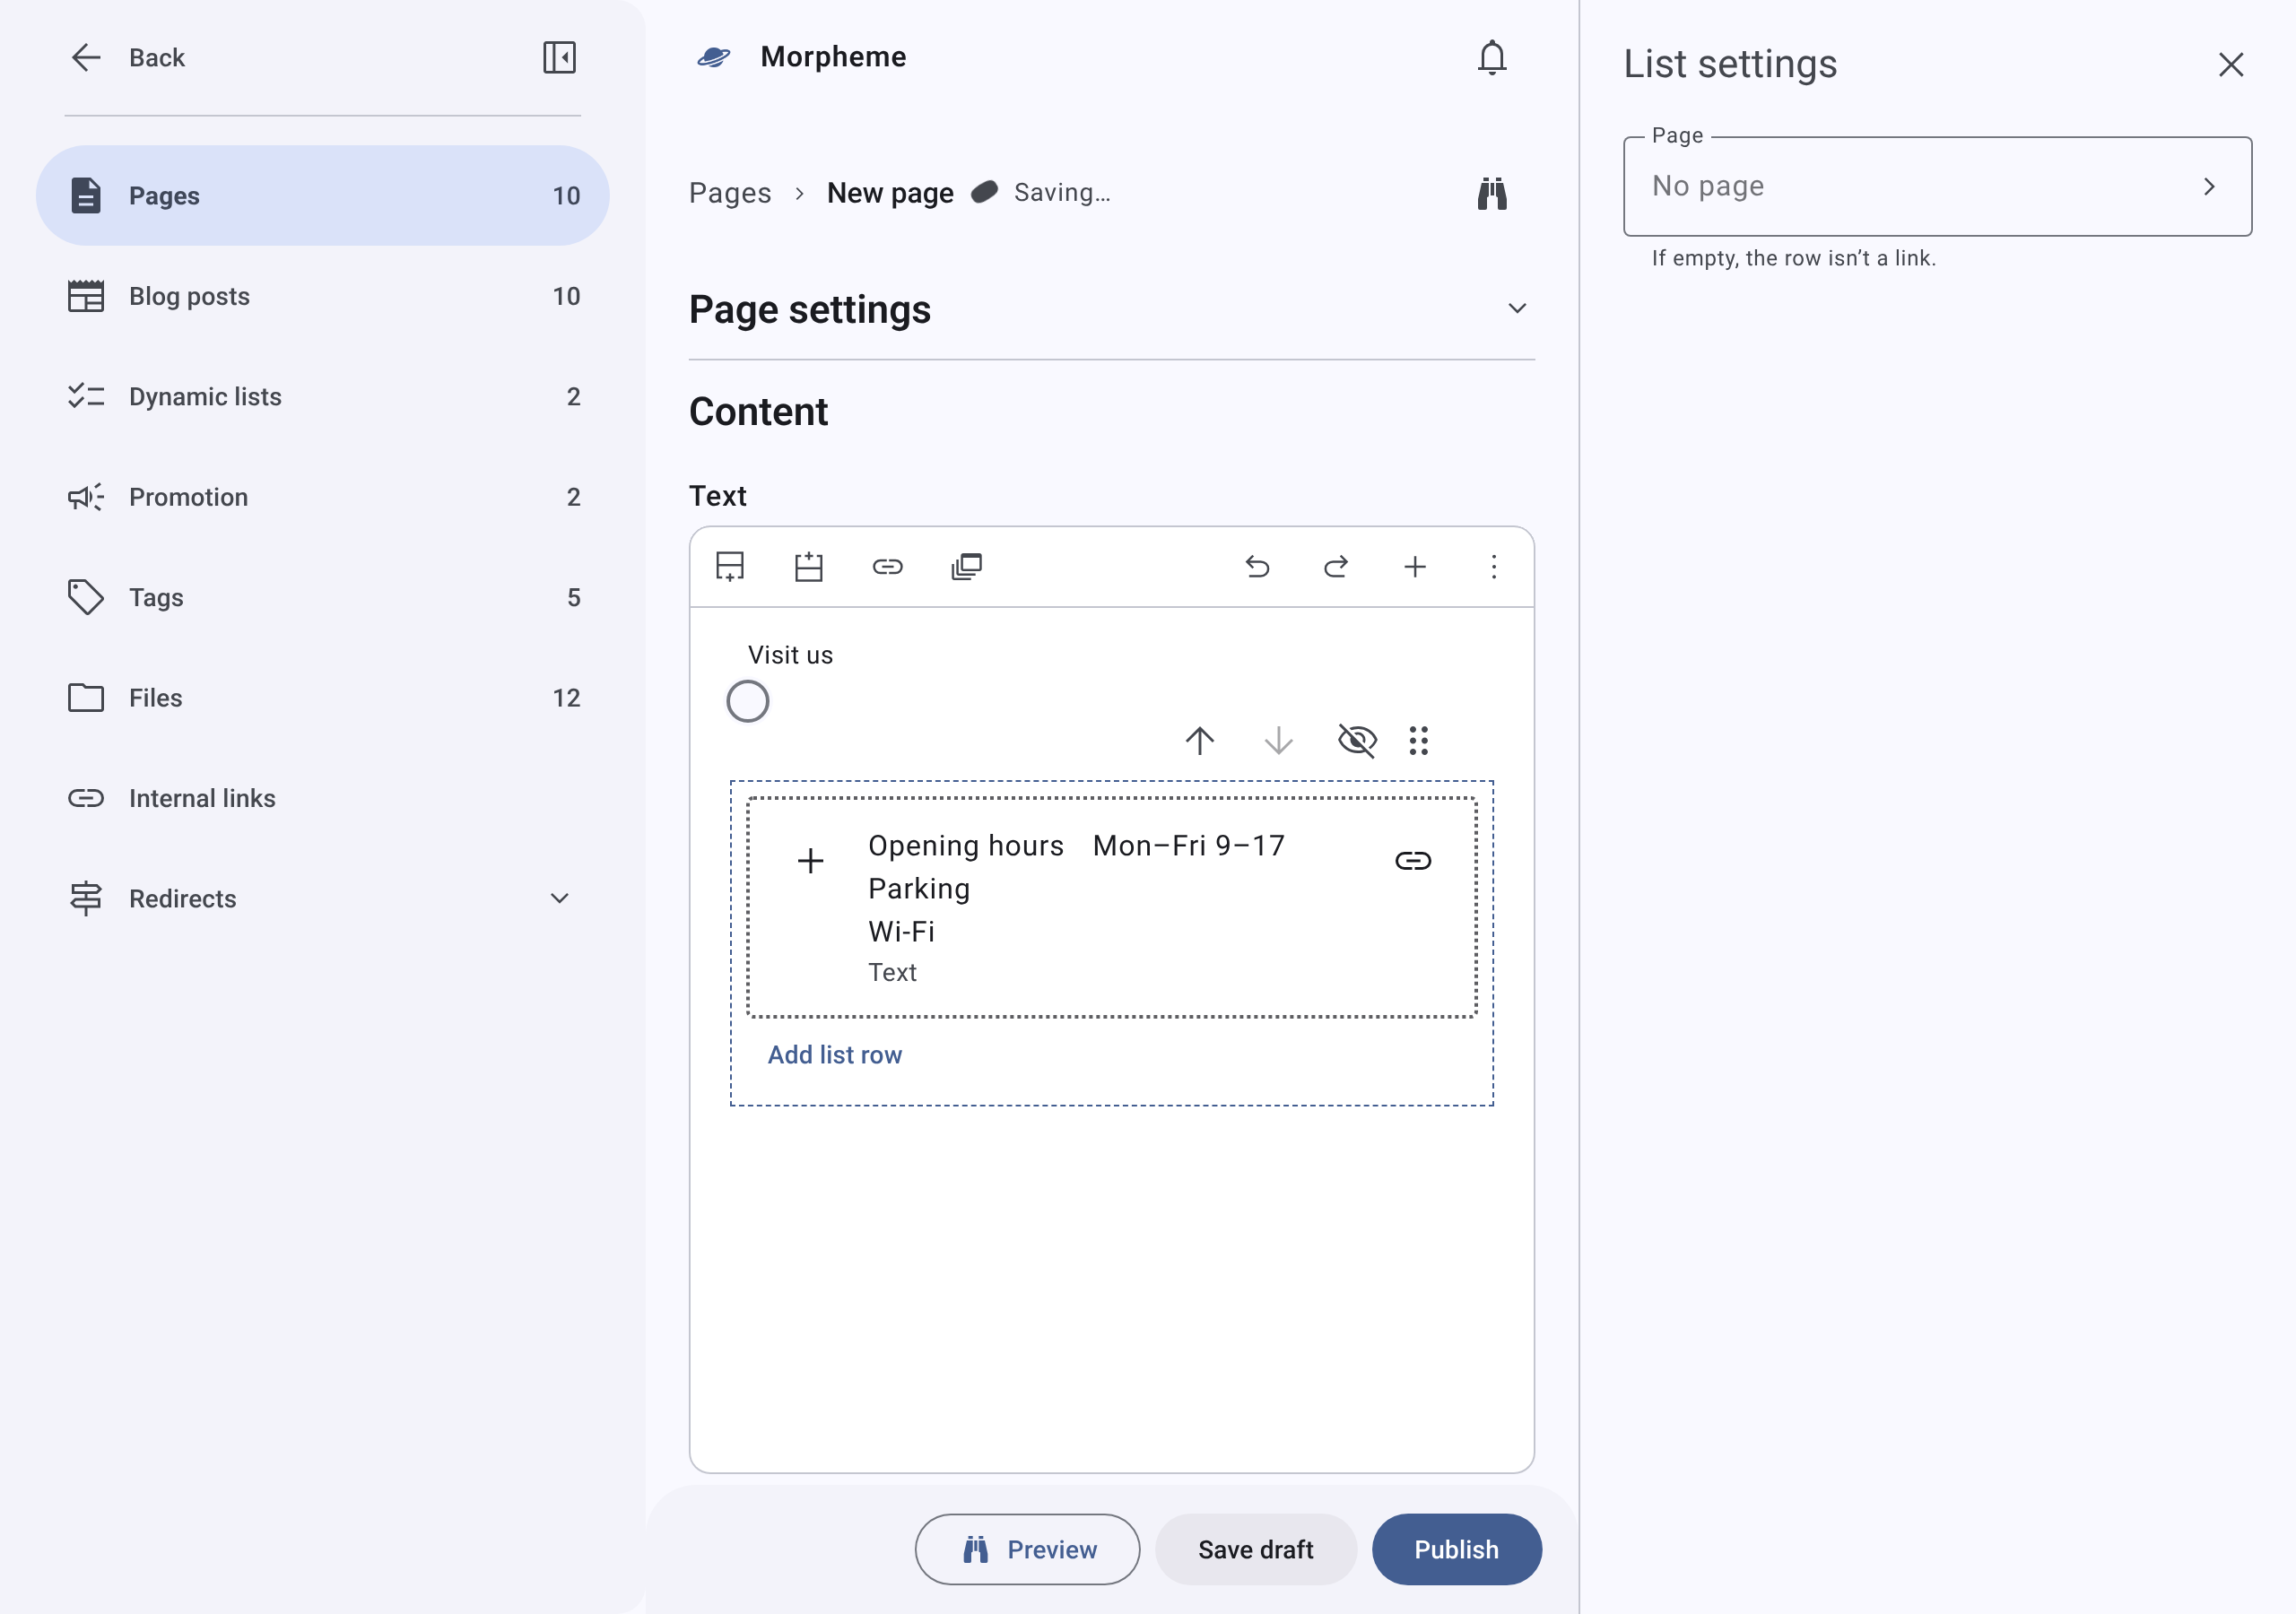 Back
Pages 10
Blog posts 10
Dynamic lists 2
Promotion 2
Tags 5
Files 12
Internal links
Redirects
Morpheme
Pages > New page Saving…
Page settings
Content
Text
Visit us
Opening hours Mon–Fri 9–17
Parking
Wi-Fi
Text
Add list row
Preview
Save draft
Publish
List settings
Page
No page
If empty, the row isn’t a link.